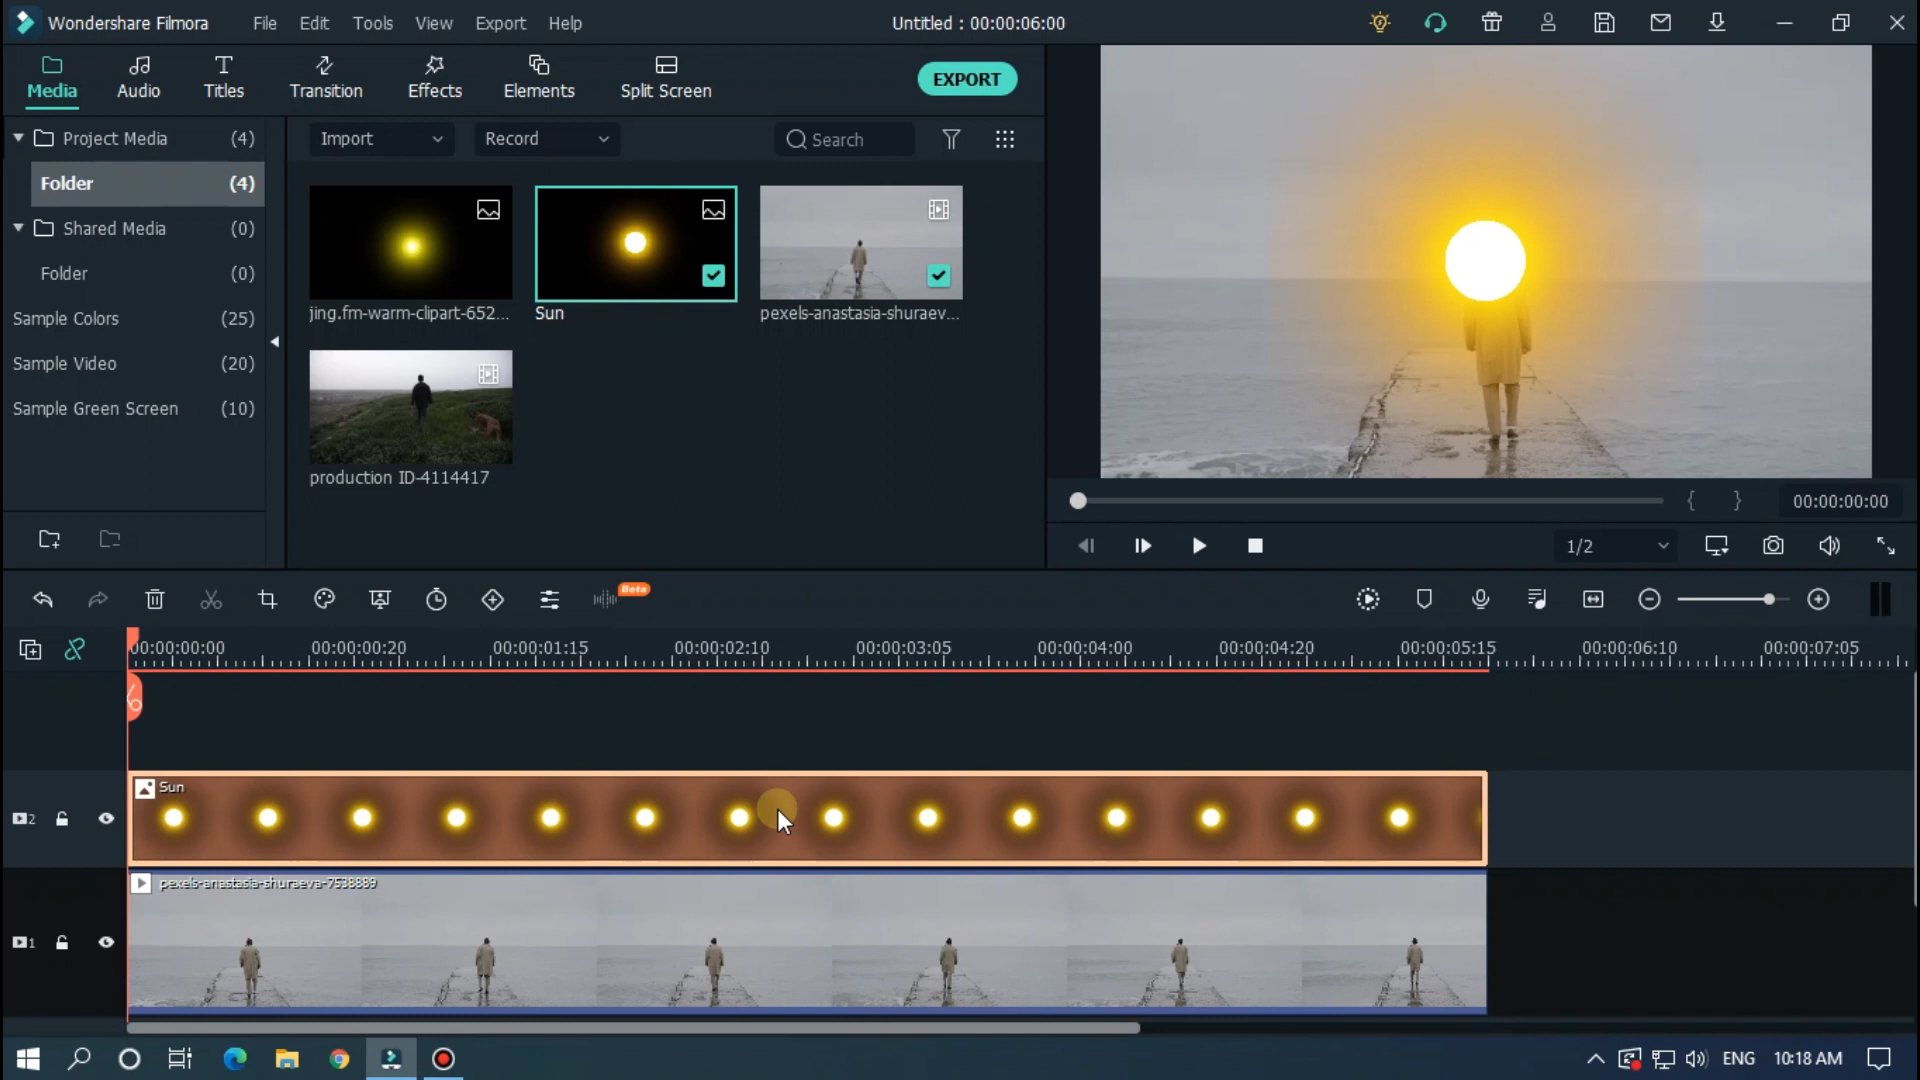 Wondershare Filmora File Edit Tools View Export Help Untitled : 00:00:06:00
Media Audio Titles Transition Effects Elements Split Screen EXPORT
Project Media (4)
Folder (4)
Shared Media (0)
Folder (0)
Sample Colors (25)
Sample Video (20)
Sample Green Screen (10)
Import Record Search
jing.fm-warm-clipart-652... Sun pexels-anastasia-shuraev...
production ID-4114417
{ } 00:00:00:00
1/2
Beta
00:00:00:00 00:00:00:20 00:00:01:15 00:00:02:10 00:00:03:05 00:00:04:00 00:00:04:20 00:00:05:15 00:00:06:10 00:00:07:05
Sun
2
pexels-anastasia-shuraeva-7538889
1
ENG 10:18 AM